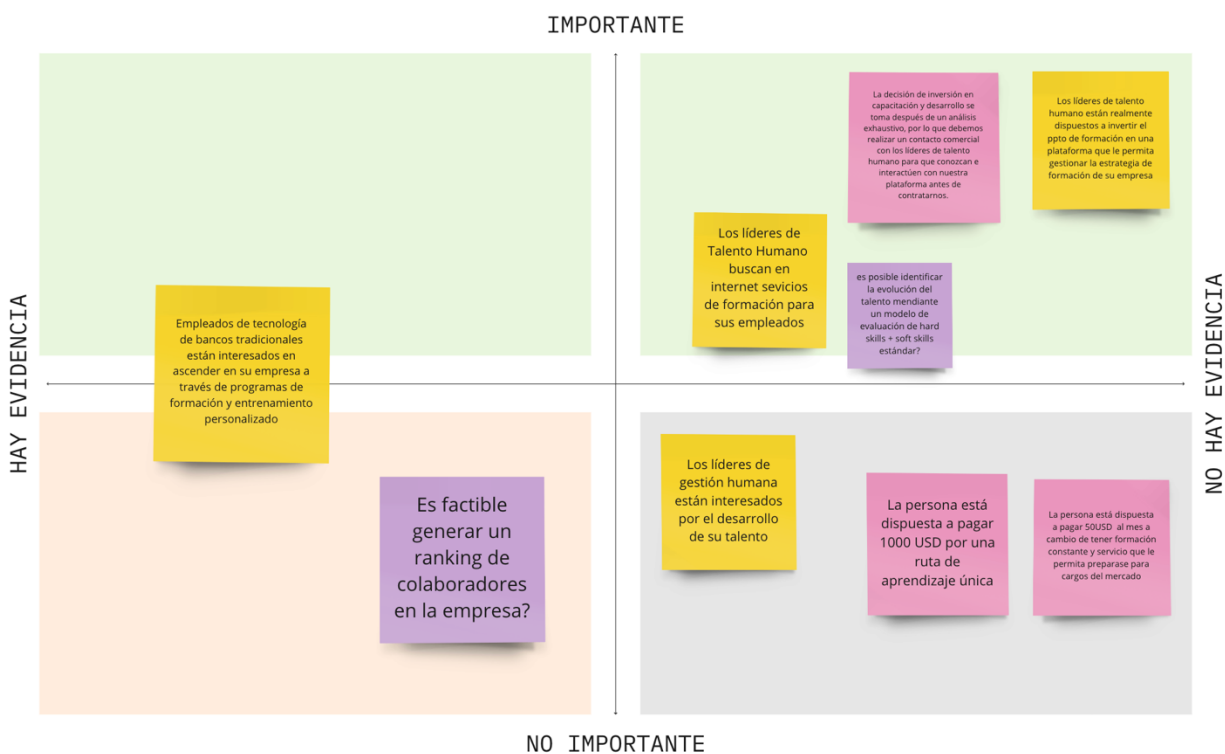 IMPORTANTE
HAY EVIDENCIA
NO HAY EVIDENCIA
La decisión de inversión en
capacitación y desarrollo se
toma después de un análisis
exhaustivo, por lo que debemos
realizar un contacto comercial
con los líderes de talento
humano para que conozcan e
interactúen con nuestra
plataforma antes de
contratarnos.
Los líderes de talento
humano están realmente
dispuestos a invertir el
ppto de formación en una
plataforma que le permita
gestionar la estrategia de
formación de su empresa
Los líderes de
Talento Humano
buscan en
internet sevicios
de formación para
sus empleados
es posible identificar
la evolución del
talento mendiante
un modelo de
evaluación de hard
skills + soft skills
estándar?
Empleados de tecnología
de bancos tradicionales
están interesados en
ascender en su empresa a
través de programas de
formación y entrenamiento
personalizado
Es factible
generar un
ranking de
colaboradores
en la empresa?
Los líderes de
gestión humana
están interesados
por el desarrollo
de su talento
La persona está
dispuesta a pagar
1000 USD por una
ruta de
aprendizaje única
La persona está dispuesta
a pagar 50USD al mes a
cambio de tener formación
constante y servicio que le
permita preparase para
cargos del mercado
NO IMPORTANTE